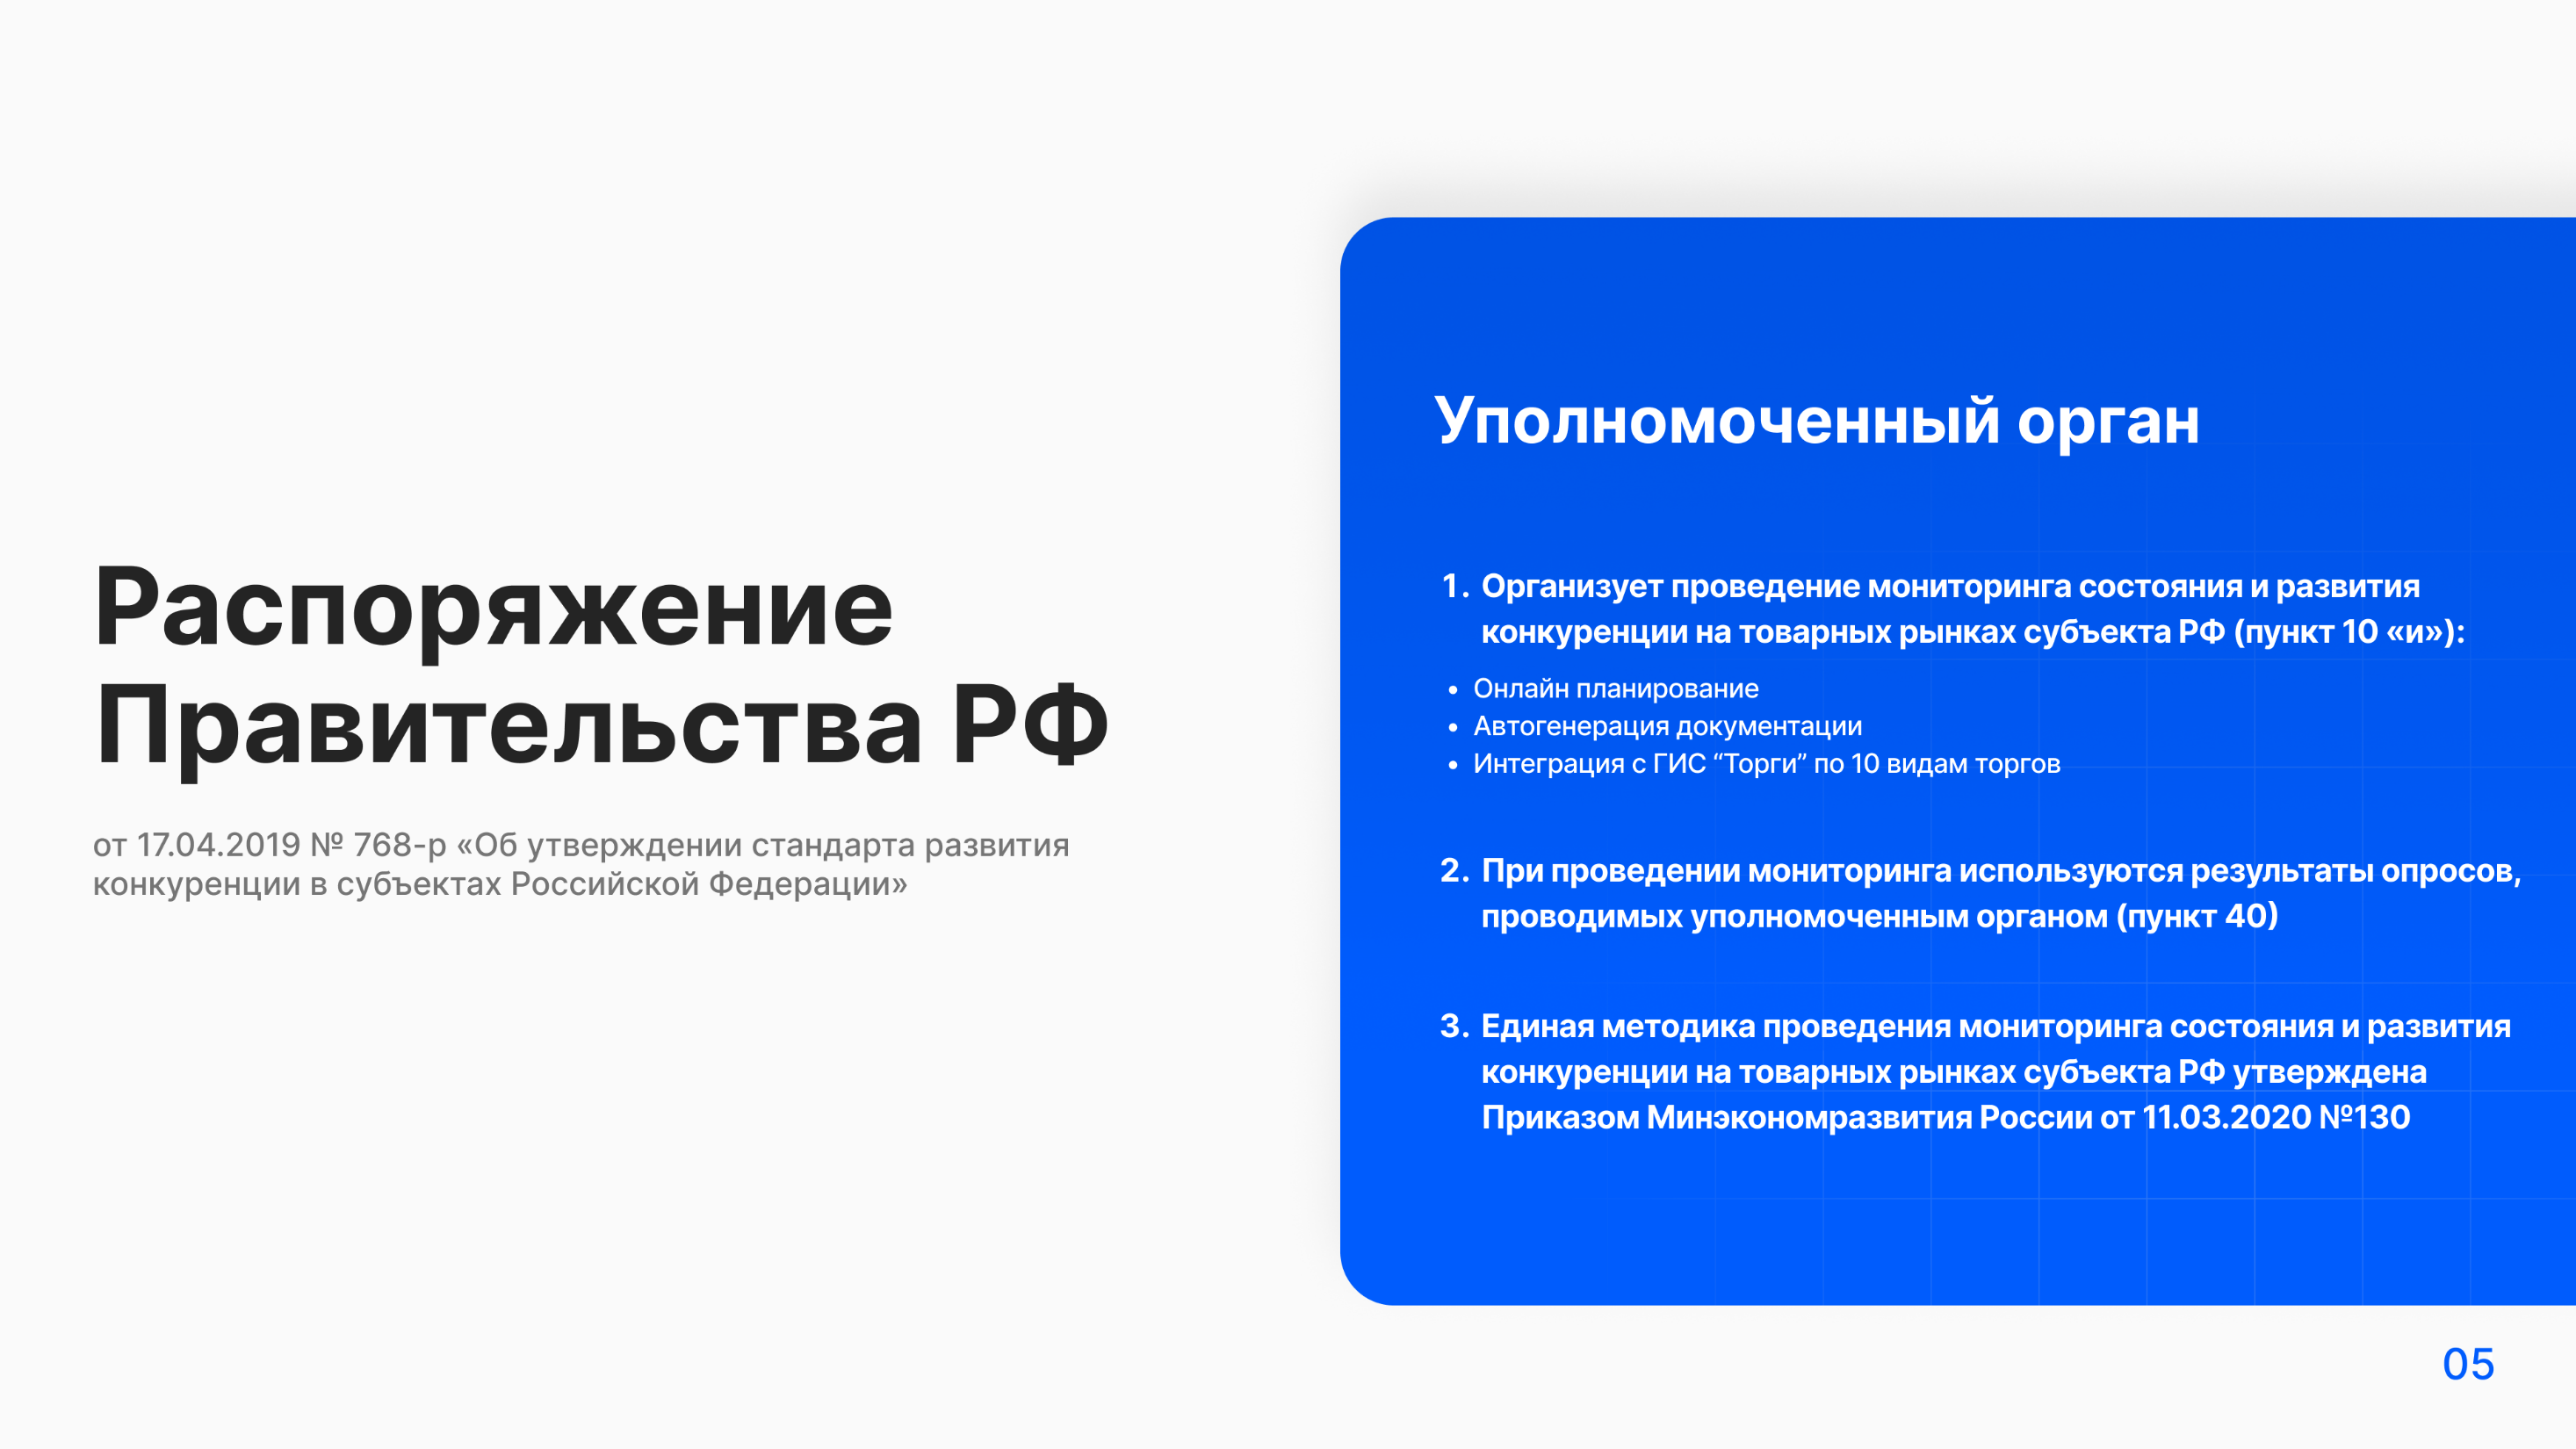 Распоряжение
Правительства РФ
от 17.04.2019 № 768-р «Об утверждении стандарта развития
конкуренции в субъектах Российской Федерации»
Уполномоченный орган
1. Организует проведение мониторинга состояния и развития
конкуренции на товарных рынках субъекта РФ (пункт 10 «и»):
• Онлайн планирование
• Автогенерация документации
• Интеграция с ГИС “Торги” по 10 видам торгов
2. При проведении мониторинга используются результаты опросов,
проводимых уполномоченным органом (пункт 40)
3. Единая методика проведения мониторинга состояния и развития
конкуренции на товарных рынках субъекта РФ утверждена
Приказом Минэкономразвития России от 11.03.2020 №130
05